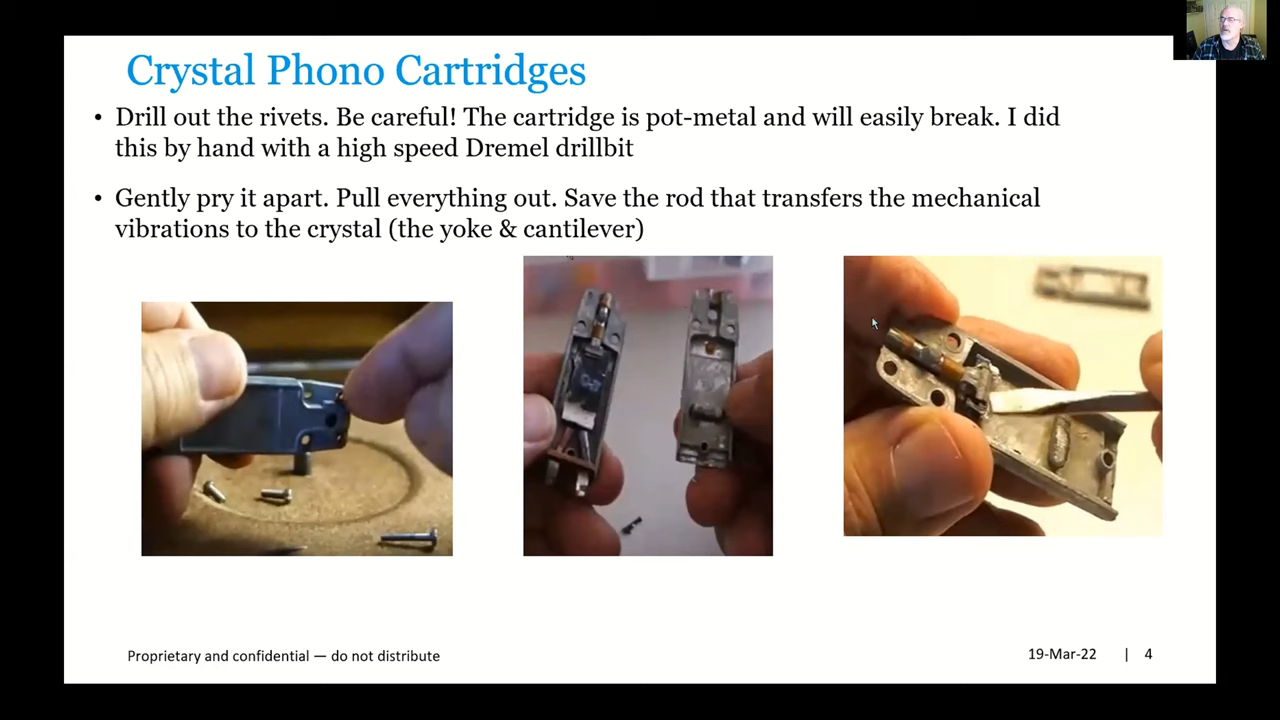 Crystal Phono Cartridges
• Drill out the rivets. Be careful! The cartridge is pot-metal and will easily break. I did
this by hand with a high speed Dremel drillbit
• Gently pry it apart. Pull everything out. Save the rod that transfers the mechanical
vibrations to the crystal (the yoke & cantilever)
Proprietary and confidential — do not distribute
19-Mar-22 | 4